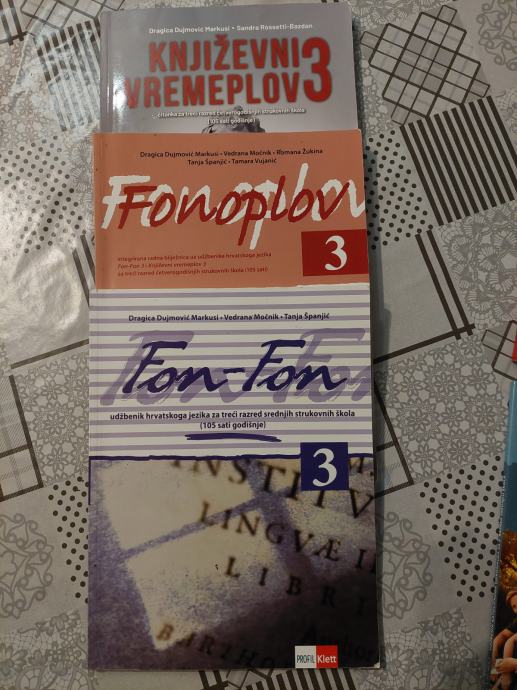 Dragica Dujmović Markusi • Sandra Rossetti-Bazdan
KNJIŽEVNI
VREMEPLOV 3
čitanka za treći razred četverogodišnjih strukovnih škola
(105 sati godišnje)
Dragica Dujmović Markusi • Vedrana Močnik • Romana Žukina
Tanja Španjić • Tamara Vujanić
Fonoplov
integrirana radna bilježnica uz udžbenike hrvatskoga jezika
Fon-Fon 3 i Književni vremeplov 3
za treći razred četverogodišnjih strukovnih škola (105 sati)
3
Dragica Dujmović Markusi • Vedrana Močnik • Tanja Španjić
Fon-Fon
udžbenik hrvatskoga jezika za treći razred srednjih strukovnih škola
(105 sati godišnje)
3
INSTITV
LINGVÆ I
LIBRI
BARTHO
PROFIL Klett